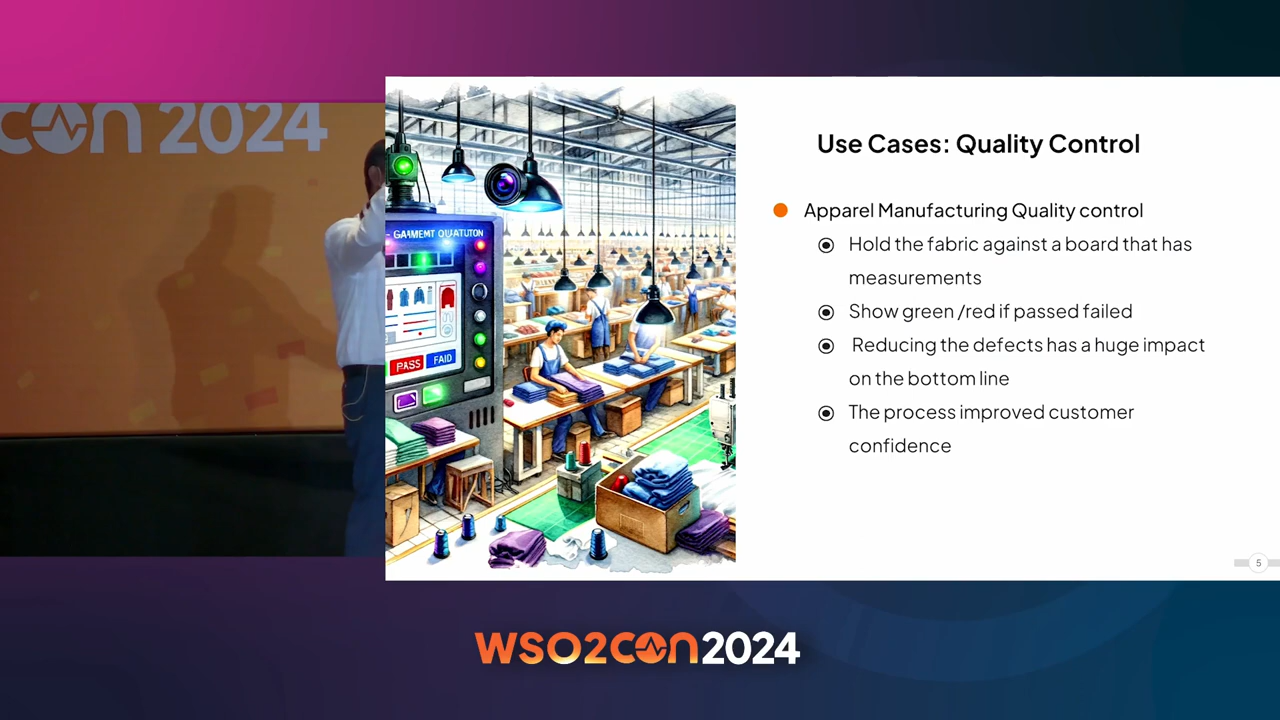 CON 2024
- GAIMEMT QUATUTON
PASS
FAID
Use Cases: Quality Control
Apparel Manufacturing Quality control
Hold the fabric against a board that has
measurements
Show green /red if passed failed
Reducing the defects has a huge impact
on the bottom line
The process improved customer
confidence
5
WSO2CON2024